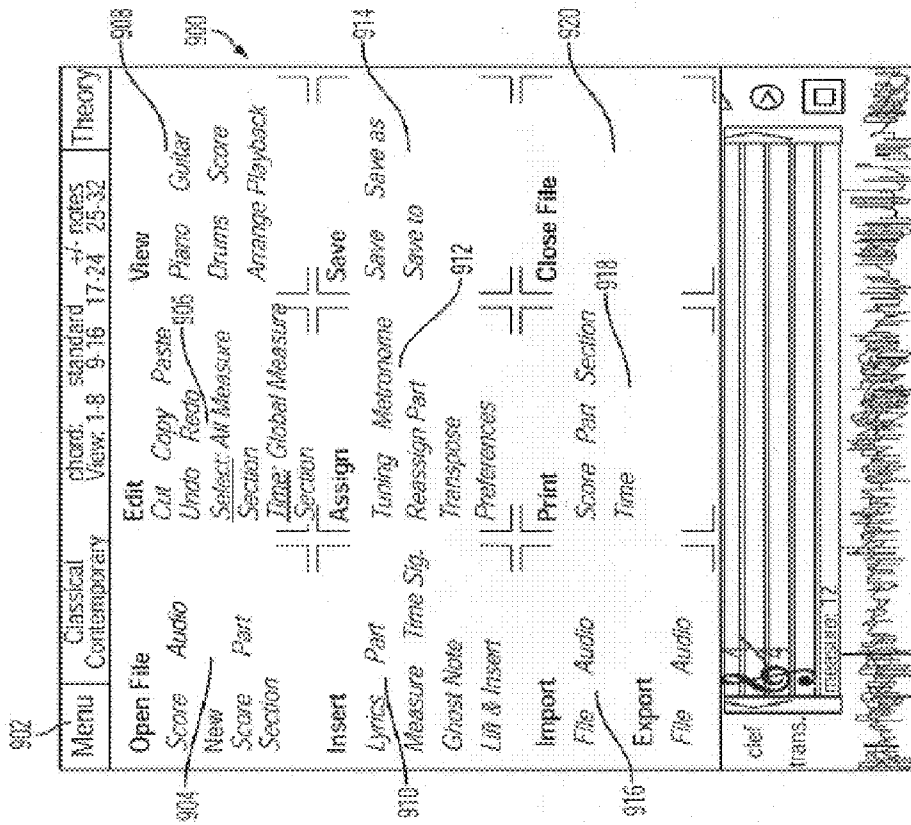 902
Menu
Classical
Contemporary
chord: standard +/- notes
View: 1-8 9-16 17-24 25-32
Theory
908
900
Open File
Score Audio
New
Score Part
Section
904
Edit
Cut Copy Paste
Undo Redo 906
Select: All Measure
Section
Time: Global Measure
Section
View
Piano Guitar
Drums Score
Arrange Playback
Insert
Lyrics Part
Measure Time Sig.
Ghost Note
& Insert
910
Assign
Tuning Metronome
Reassign Part
Transpose
Preferences
912
Save
Save Save as
Save to
914
Import
File Audio
Export
File Audio
916
Print
Score Part Section
Time
918
Close File
920
clef
trans.
measure: 12